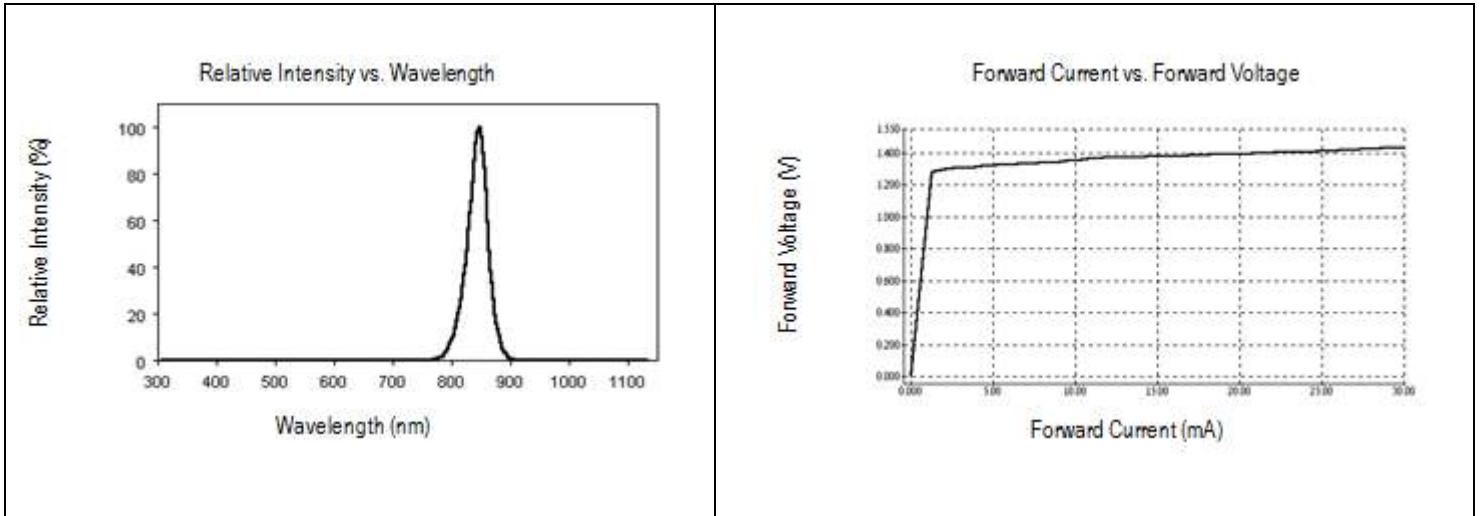 Relative Intensity vs. Wavelength
Relative Intensity (%)
100
80
60
40
20
0
300 400 500 600 700 800 900 1000 1100
Wavelength (nm)
Forward Current vs. Forward Voltage
Forward Voltage (V)
1.400
1.200
1.000
0.800
0.600
0.400
0.200
0.000
0.000 5.00 10.00 15.00 20.00 25.00 30.00
Forward Current (mA)